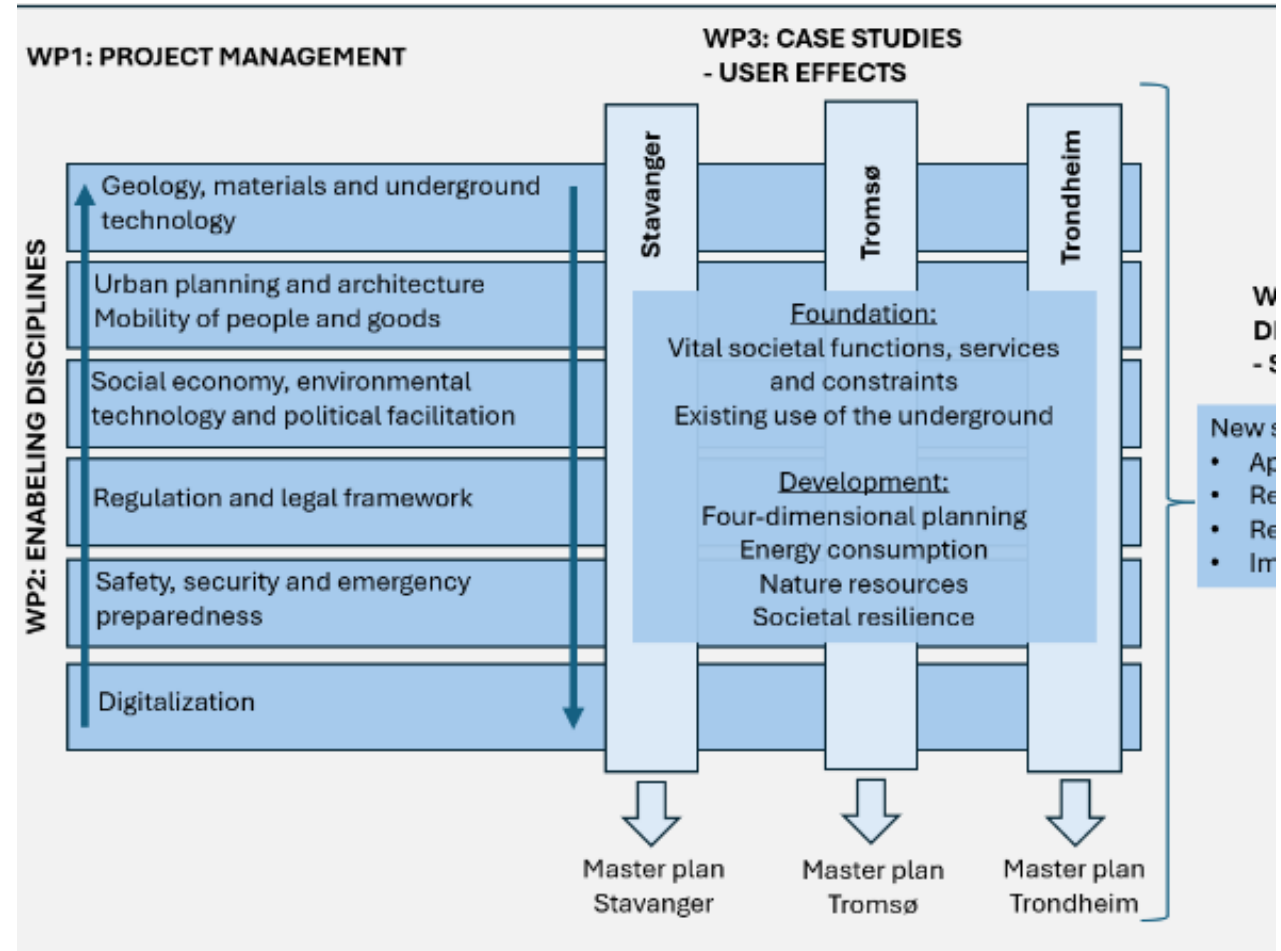 WP1: PROJECT MANAGEMENT
WP3: CASE STUDIES
- USER EFFECTS
WP2: ENABELING DISCIPLINES
Geology, materials and underground
technology
Urban planning and architecture
Mobility of people and goods
Social economy, environmental
technology and political facilitation
Regulation and legal framework
Safety, security and emergency
preparedness
Digitalization
Stavanger
Tromsø
Trondheim
Foundation:
Vital societal functions, services
and constraints
Existing use of the underground
Development:
Four-dimensional planning
Energy consumption
Nature resources
Societal resilience
Master plan
Stavanger
Master plan
Tromsø
Master plan
Trondheim
New